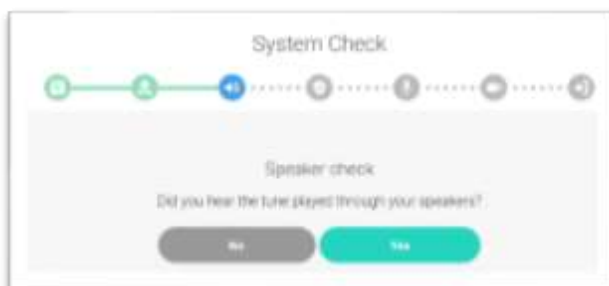 System Check
Speaker check
Did you hear the tune played through your speakers?
No Yes